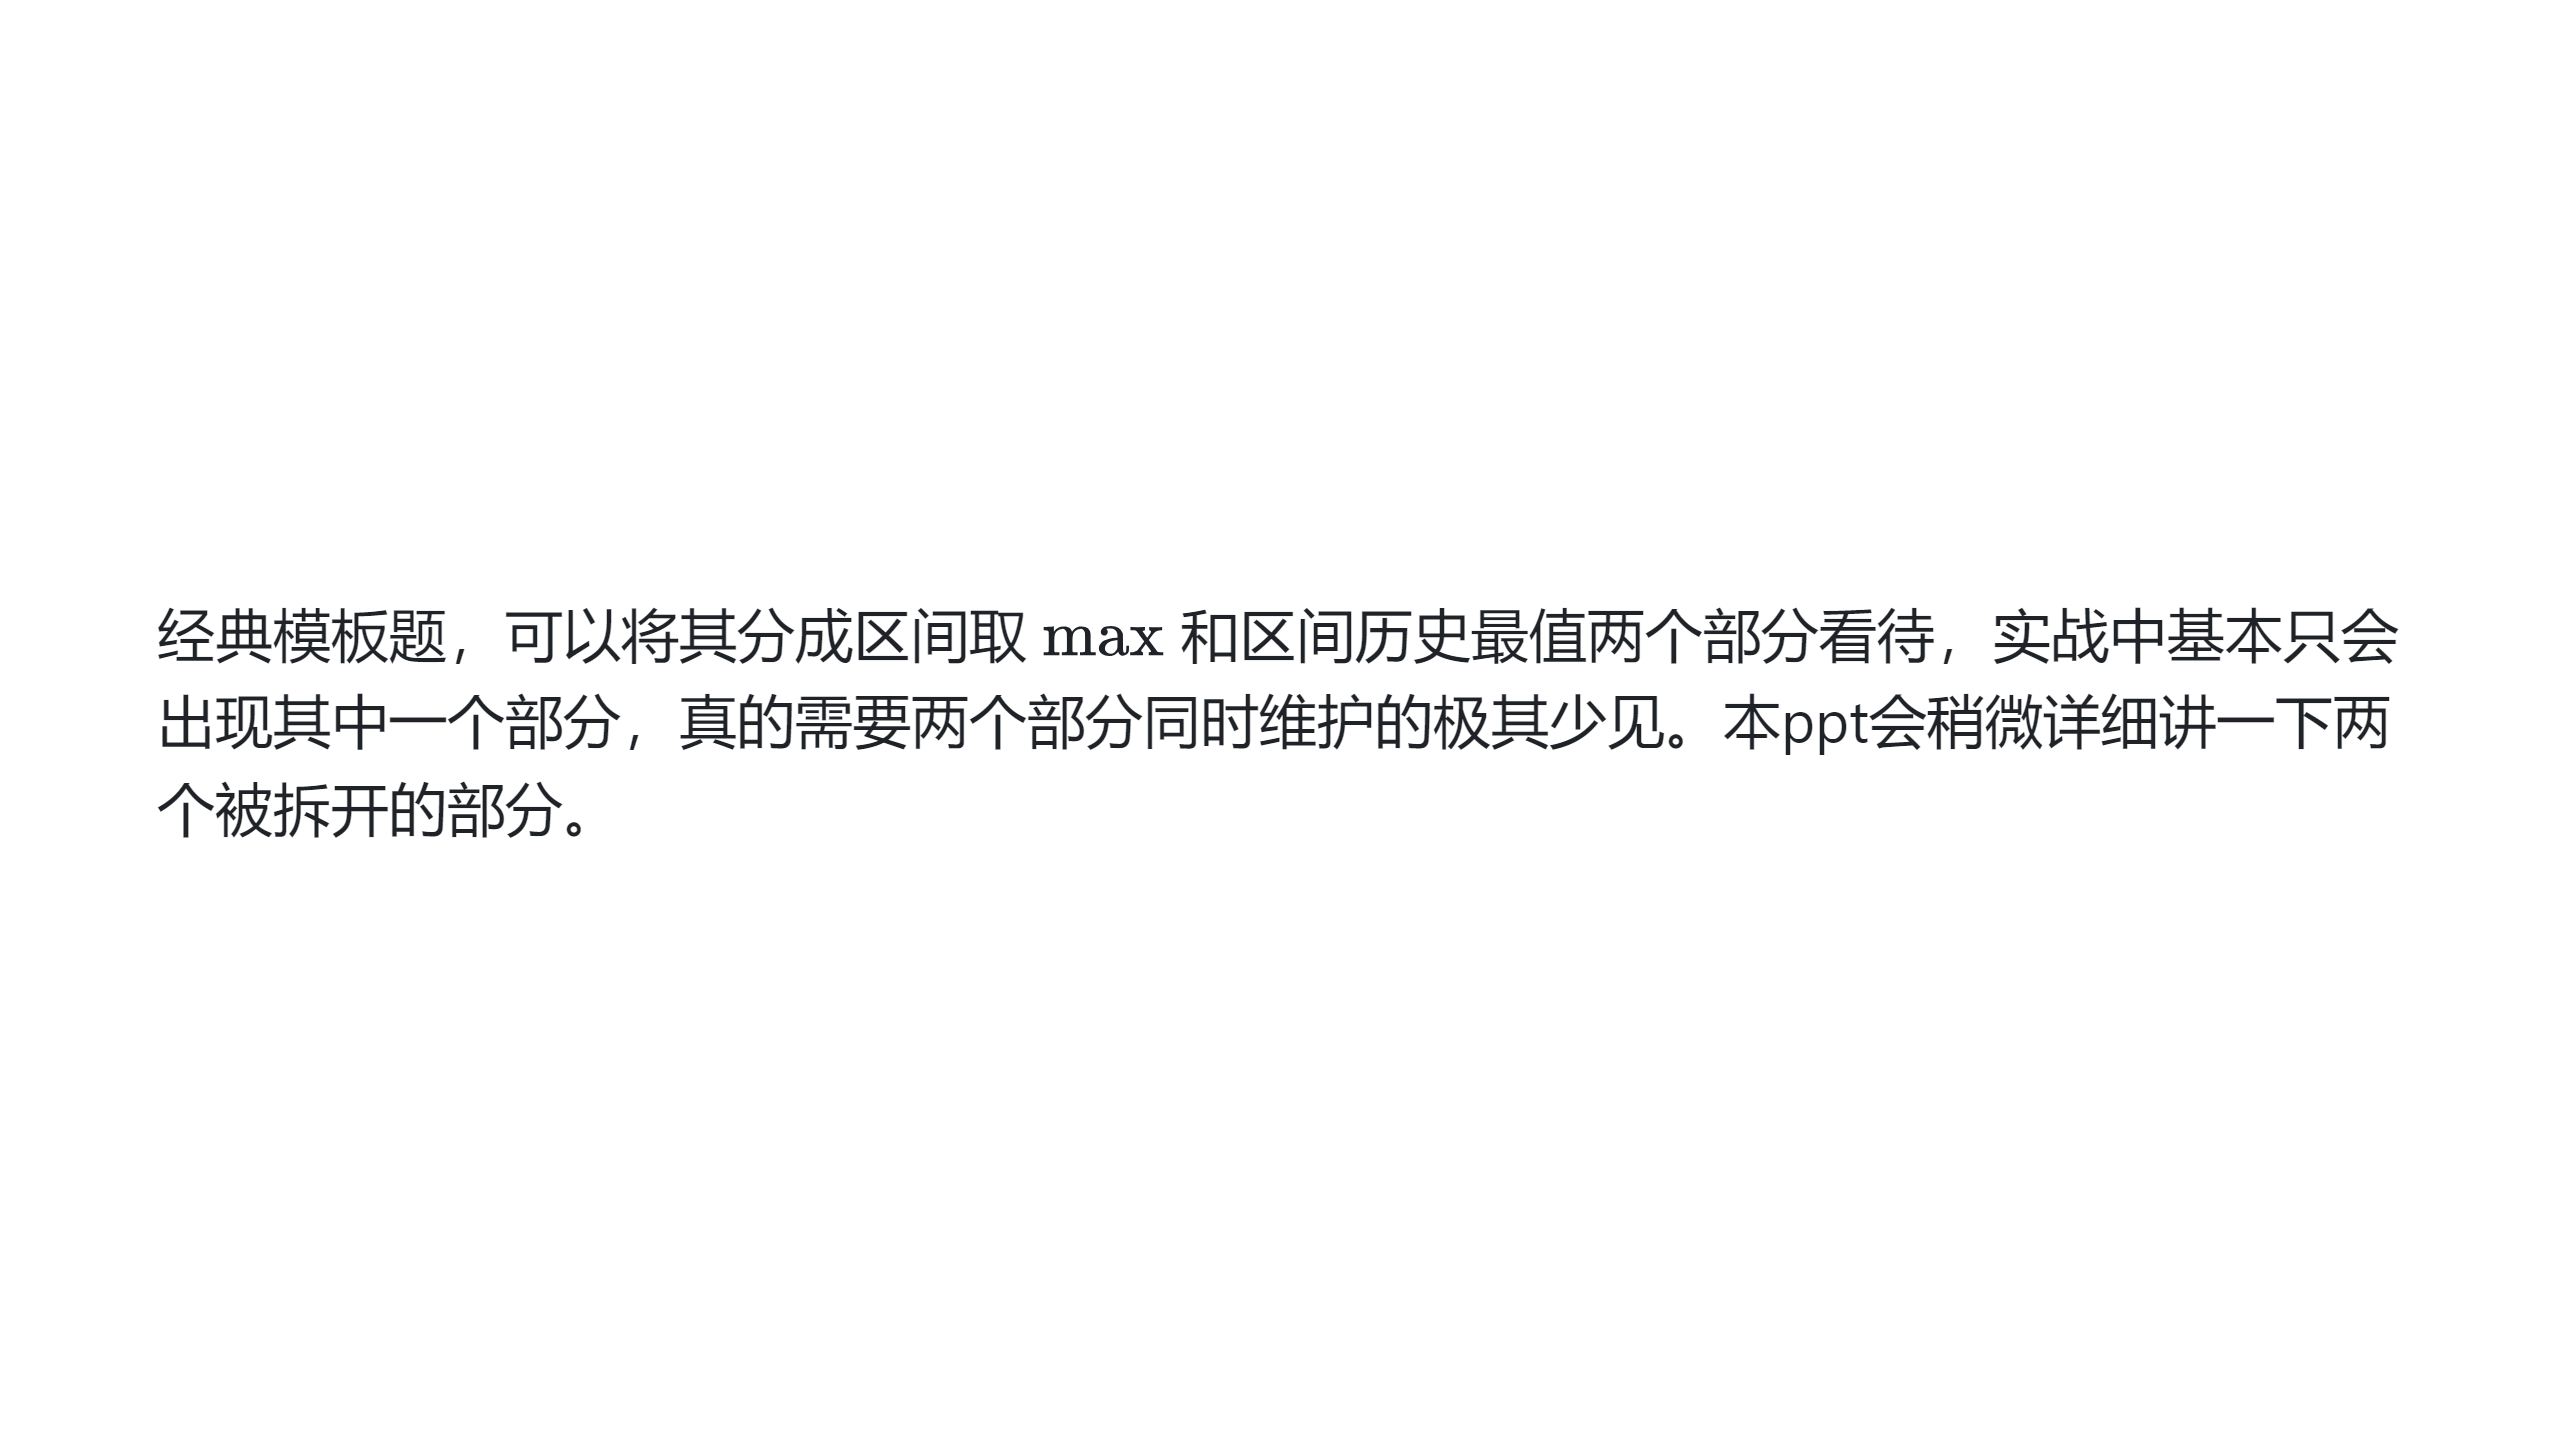 经典模板题，可以将其分成区间取 max 和区间历史最值两个部分看待，实战中基本只会
出现其中一个部分，真的需要两个部分同时维护的极其少见。本ppt会稍微详细讲一下两
个被拆开的部分。